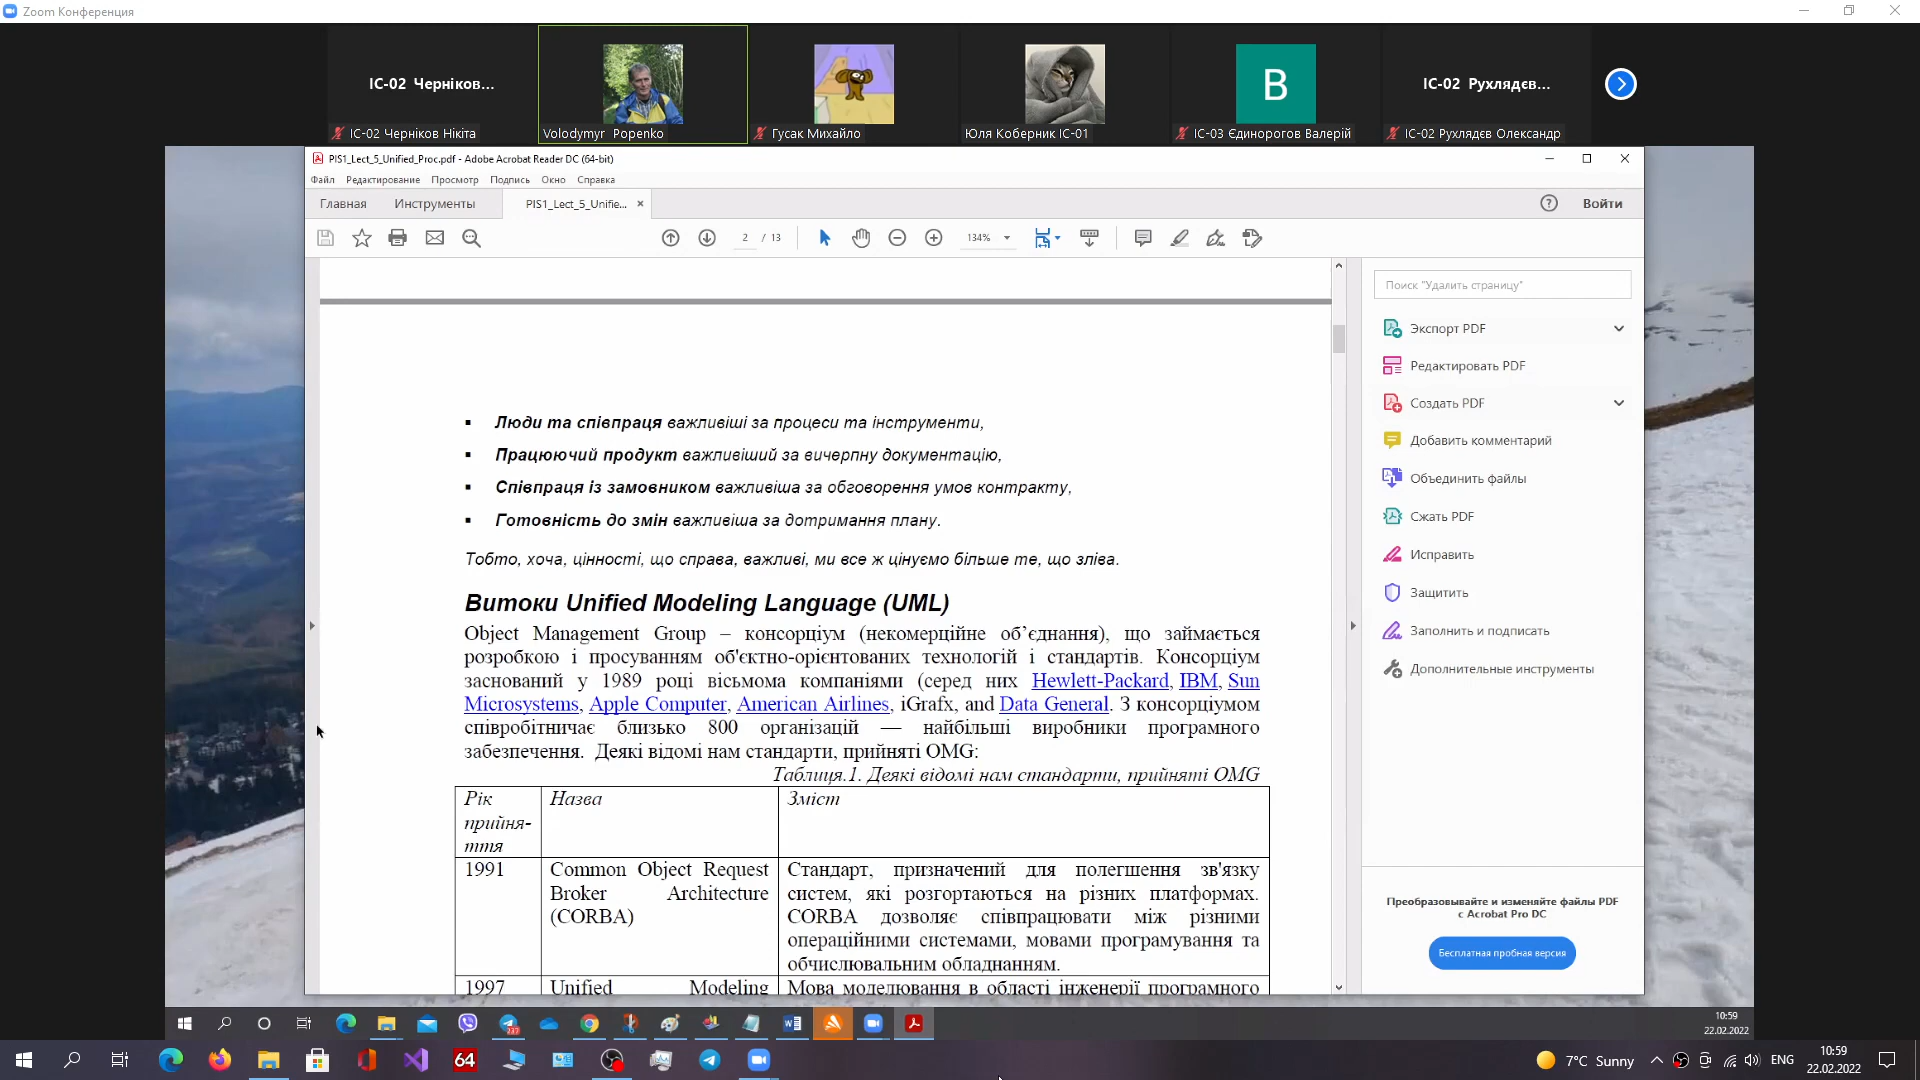 Zoom Конференция
IC-02 Черніков...
IC-02 Рухлядєв...
B
IC-02 Черніков Нікіта
Volodymyr Popenko
Гусак Михайло
Юля Коберник ІС-01
ІС-03 Єдинорогов Валерій
IC-02 Рухлядєв Олександр
PIS1_Lect_5_Unified_Proc.pdf - Adobe Acrobat Reader DC (64-bit)
Файл Редактирование Просмотр Подпись Окно Справка
Главная Инструменты PIS1_Lect_5_Unifie... Войти
2 / 13 134%
Люди та співпраця важливіші за процеси та інструменти,
Працюючий продукт важливіший за вичерпну документацію,
Співпраця із замовником важливіша за обговорення умов контракту,
Готовність до змін важливіша за дотримання плану.
Тобто, хоча, цінності, що справа, важливі, ми все ж цінуємо більше те, що зліва.
Витоки Unified Modeling Language (UML)
Object Management Group – консорціум (некомерційне об’єднання), що займається
розробкою і просуванням об'єктно-орієнтованих технологій і стандартів. Консорціум
заснований у 1989 році вісьмома компаніями (серед них Hewlett-Packard, IBM, Sun
Microsystems, Apple Computer, American Airlines, iGrafx, and Data General. З консорціумом
співробітничає близько 800 організацій — найбільші виробники програмного
забезпечення. Деякі відомі нам стандарти, прийняті OMG:
Таблиця.1. Деякі відомі нам стандарти, прийняті OMG
Рік Назва Зміст
прийня-
ття
1991 Common Object Request Стандарт, призначений для полегшення зв'язку
Broker Architecture систем, які розгортаються на різних платформах.
(CORBA) CORBA дозволяє співпрацювати між різними
операційними системами, мовами програмування та
обчислювальним обладнанням.
1997 Unified Modeling Мова моделювання в області інженерії програмного
Поиск "Удалить страницу"
Экспорт PDF
Редактировать PDF
Создать PDF
Добавить комментарий
Объединить файлы
Сжать PDF
Исправить
Защитить
Заполнить и подписать
Дополнительные инструменты
Преобразовывайте и изменяйте файлы PDF
с Acrobat Pro DC
Бесплатная пробная версия
10:59
22.02.2022
64
7°C Sunny
ENG
10:59
22.02.2022